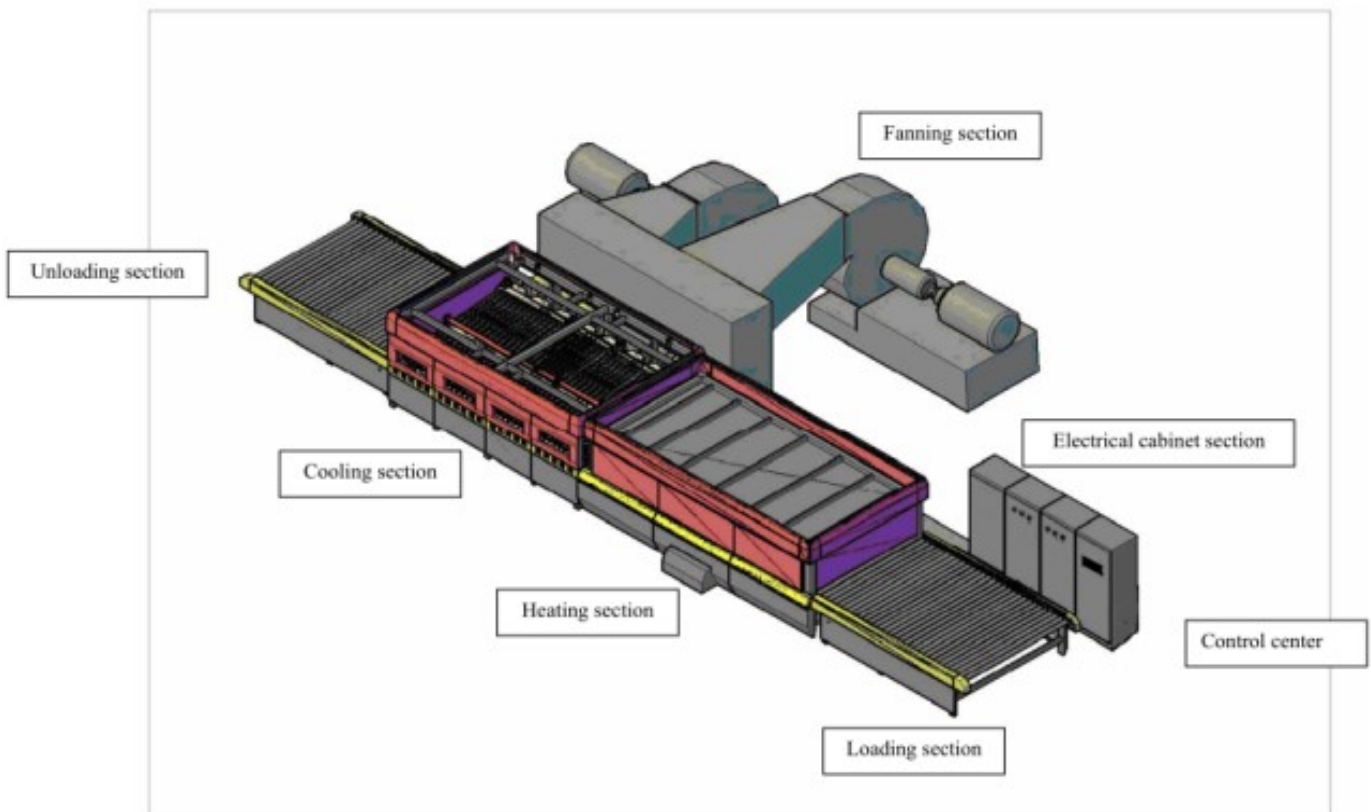 Fanning section
Unloading section
Electrical cabinet section
Cooling section
Heating section
Control center
Loading section